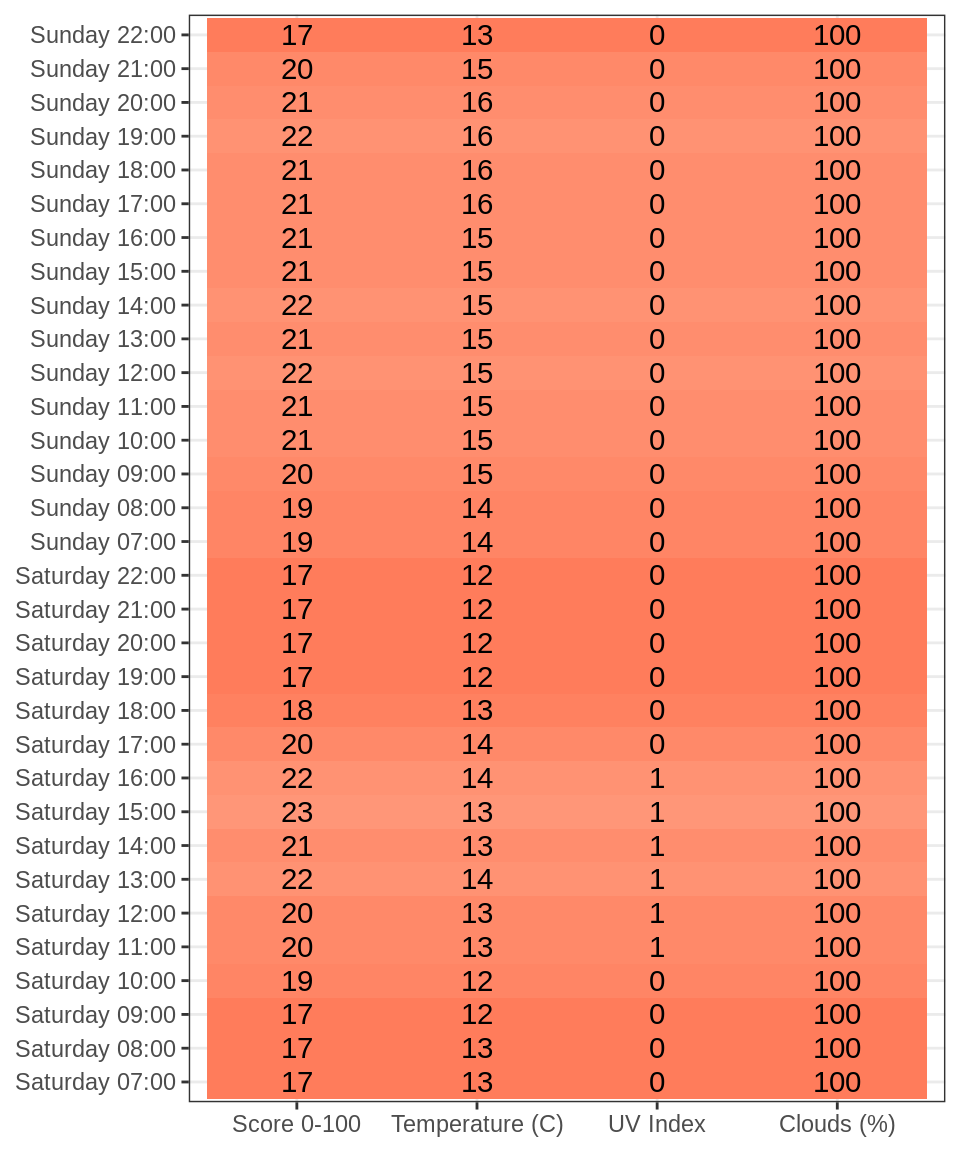 Sunday 22:00 17 13 0 100
Sunday 21:00 20 15 0 100
Sunday 20:00 21 16 0 100
Sunday 19:00 22 16 0 100
Sunday 18:00 21 16 0 100
Sunday 17:00 21 16 0 100
Sunday 16:00 21 15 0 100
Sunday 15:00 21 15 0 100
Sunday 14:00 22 15 0 100
Sunday 13:00 21 15 0 100
Sunday 12:00 22 15 0 100
Sunday 11:00 21 15 0 100
Sunday 10:00 21 15 0 100
Sunday 09:00 20 15 0 100
Sunday 08:00 19 14 0 100
Sunday 07:00 19 14 0 100
Saturday 22:00 17 12 0 100
Saturday 21:00 17 12 0 100
Saturday 20:00 17 12 0 100
Saturday 19:00 17 12 0 100
Saturday 18:00 18 13 0 100
Saturday 17:00 20 14 0 100
Saturday 16:00 22 14 1 100
Saturday 15:00 23 13 1 100
Saturday 14:00 21 13 1 100
Saturday 13:00 22 14 1 100
Saturday 12:00 20 13 1 100
Saturday 11:00 20 13 1 100
Saturday 10:00 19 12 0 100
Saturday 09:00 17 12 0 100
Saturday 08:00 17 13 0 100
Saturday 07:00 17 13 0 100
Score 0-100 Temperature (C) UV Index Clouds (%)